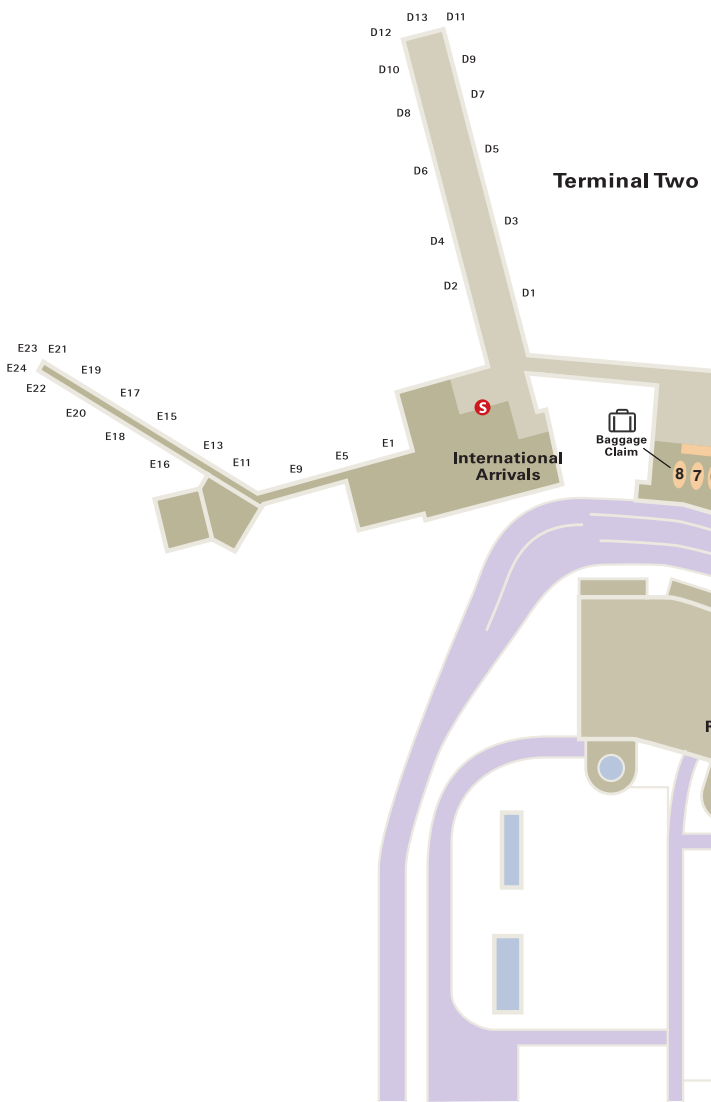 D13 D11
D12
D9
D10
D7
D8
D5
D6
Terminal Two
D3
D4
D2
D1
E23 E21
E24
E19
E22
E17
E20
E15
E18
E13
E16
E11
E9
E5
E1
S
Baggage
Claim
International
Arrivals
8 7